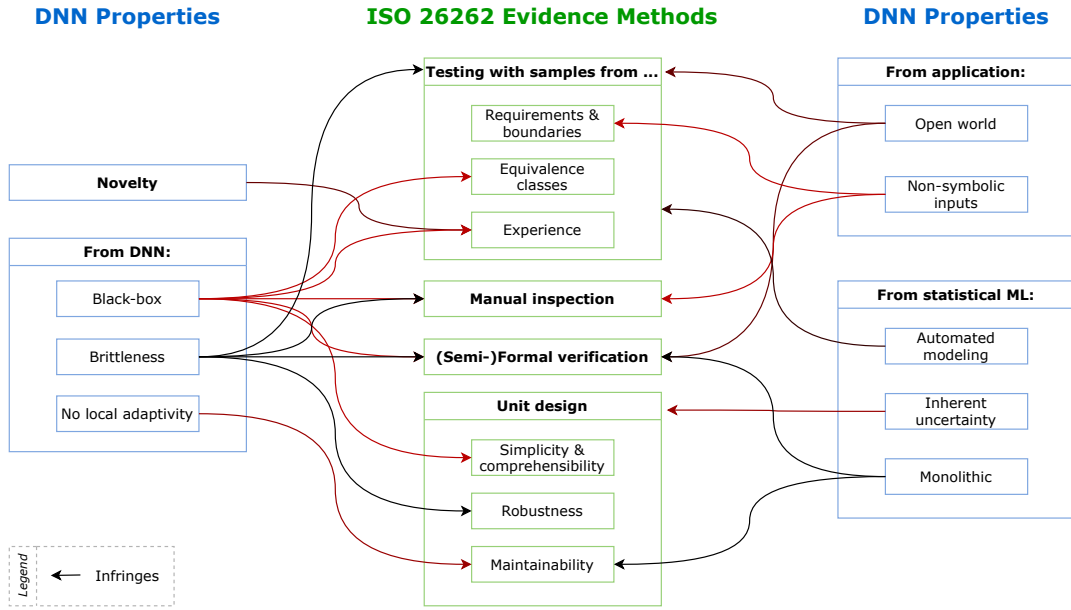 DNN Properties
ISO 26262 Evidence Methods
DNN Properties
Novelty
From DNN:
Black-box
Brittleness
No local adaptivity
Testing with samples from ...
Requirements &
boundaries
Equivalence
classes
Experience
Manual inspection
(Semi-)Formal verification
Unit design
Simplicity &
comprehensibility
Robustness
Maintainability
From application:
Open world
Non-symbolic
inputs
From statistical ML:
Automated
modeling
Inherent
uncertainty
Monolithic
Legend
Infringes